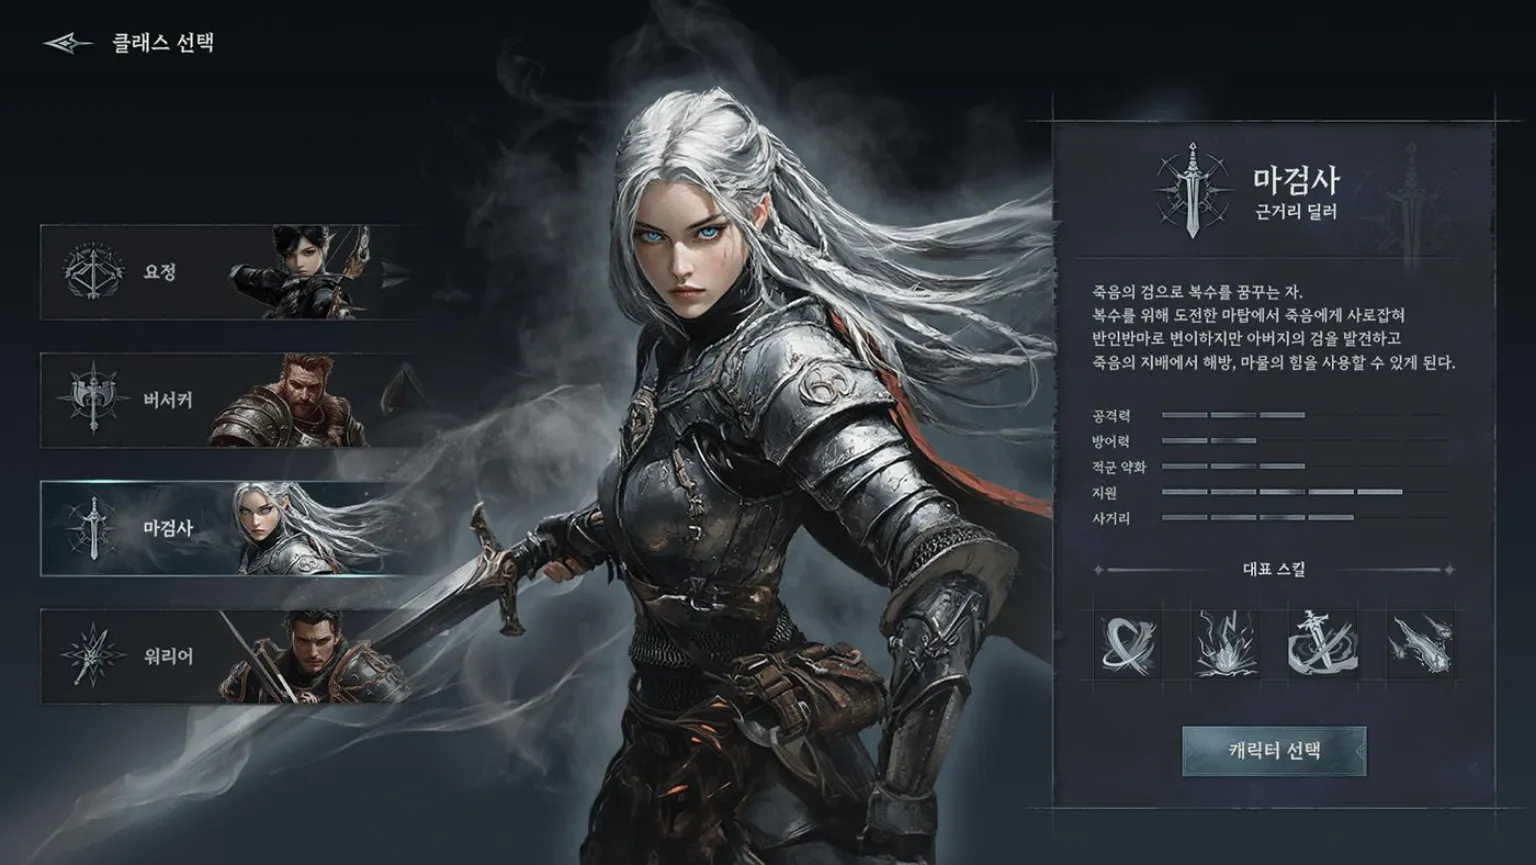 클래스 선택
요정
버서커
마검사
워리어
마검사
근거리 딜러
죽음의 검으로 복수를 꿈꾸는 자.
복수를 위해 도전한 마탑에서 죽음에게 사로잡혀
반인반마로 변이하지만 아버지의 검을 발견하고
죽음의 지배에서 해방, 마물의 힘을 사용할 수 있게 된다.
공격력
방어력
적군 약화
지원
사거리
대표 스킬
캐릭터 선택